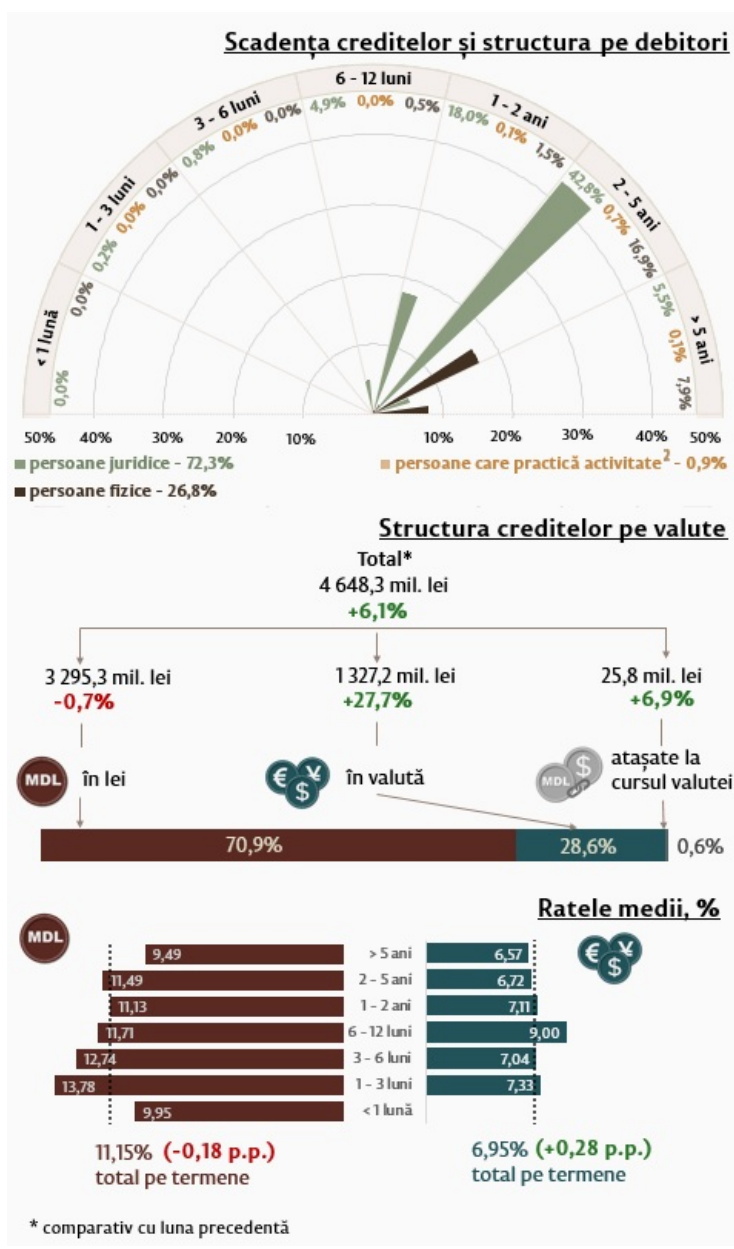 Scadența creditelor și structura pe debitori
< 1 lună
1 - 3 luni
3 - 6 luni
6 - 12 luni
1 - 2 ani
2 - 5 ani
> 5 ani
0,0%
0,0%
0,2%
0,0%
0,0%
0,8%
0,0%
0,0%
4,9%
0,0%
0,5%
18,0%
0,1%
1,5%
42,8%
0,7%
16,9%
5,5%
0,1%
7,9%
50% 40% 30% 20% 10% 10% 20% 30% 40% 50%
persoane juridice - 72,3%
persoane care practică activitate2 - 0,9%
persoane fizice - 26,8%
Structura creditelor pe valute
Total*
4 648,3 mil. lei
+6,1%
3 295,3 mil. lei
-0,7%
1 327,2 mil. lei
+27,7%
25,8 mil. lei
+6,9%
MDL
în lei
€ ¥ $
în valută
MDL $
atașate la
cursul valutei
70,9% 28,6% 0,6%
Ratele medii, %
MDL
€ ¥ $
9,49 > 5 ani 6,57
11,49 2 - 5 ani 6,72
11,13 1 - 2 ani 7,11
11,71 6 - 12 luni 9,00
12,74 3 - 6 luni 7,04
13,78 1 - 3 luni 7,33
9,95 < 1 lună
11,15% (-0,18 p.p.)
total pe termene
6,95% (+0,28 p.p.)
total pe termene
* comparativ cu luna precedentă